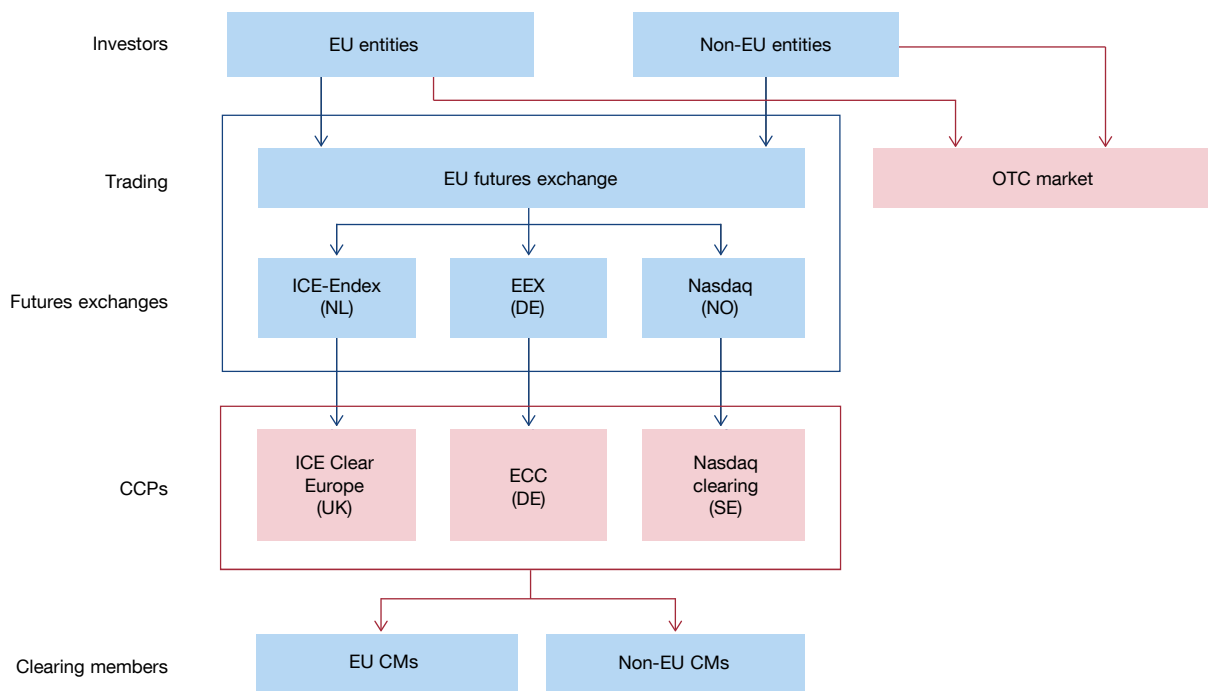 Investors
EU entities
Non-EU entities
Trading
EU futures exchange
OTC market
Futures exchanges
ICE-Endex
(NL)
EEX
(DE)
Nasdaq
(NO)
CCPs
ICE Clear
Europe
(UK)
ECC
(DE)
Nasdaq
clearing
(SE)
Clearing members
EU CMs
Non-EU CMs